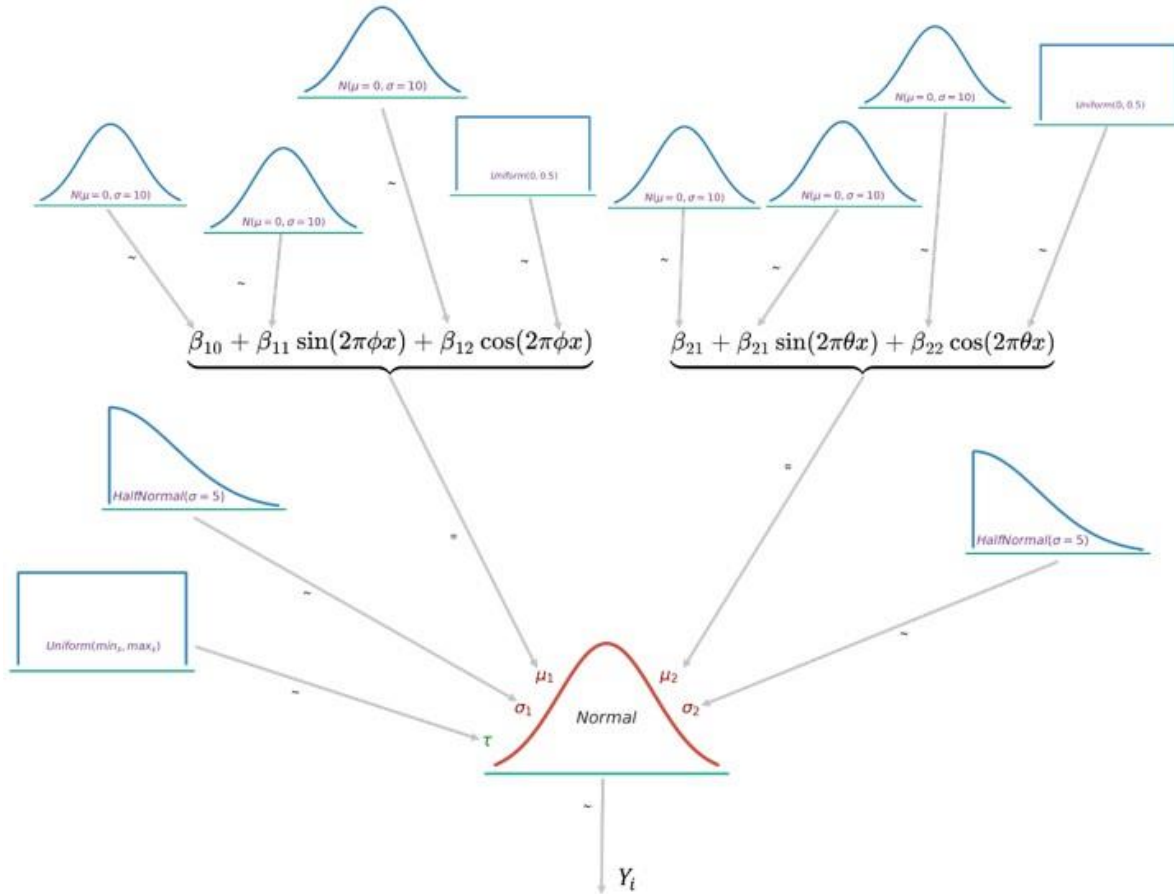 N(μ = 0, σ = 10)
N(μ = 0, σ = 10)
Uniform(0, 0.5)
Uniform(0, 0.5)
N(μ = 0, σ = 10)
N(μ = 0, σ = 10)
N(μ = 0, σ = 10)
N(μ = 0, σ = 10)
~
~
~
~
~
~
~
~
β₁₀ + β₁₁ sin(2πϕx) + β₁₂ cos(2πϕx)
β₂₁ + β₂₁ sin(2πθx) + β₂₂ cos(2πθx)
=
HalfNormal(σ = 5)
=
HalfNormal(σ = 5)
~
~
Uniform(minₓ, maxₓ)
~
μ₁
μ₂
σ₁
Normal
σ₂
τ
~
Yᵢ